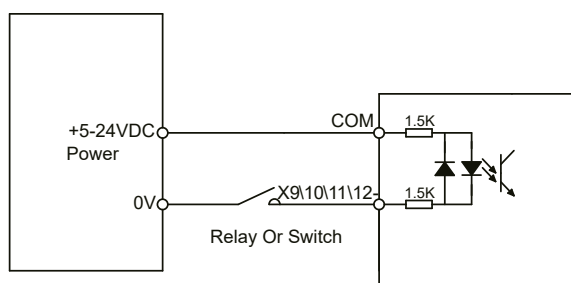 +5-24VDC
Power
COM
1.5K
0V
X9\10\11\12-
1.5K
Relay Or Switch